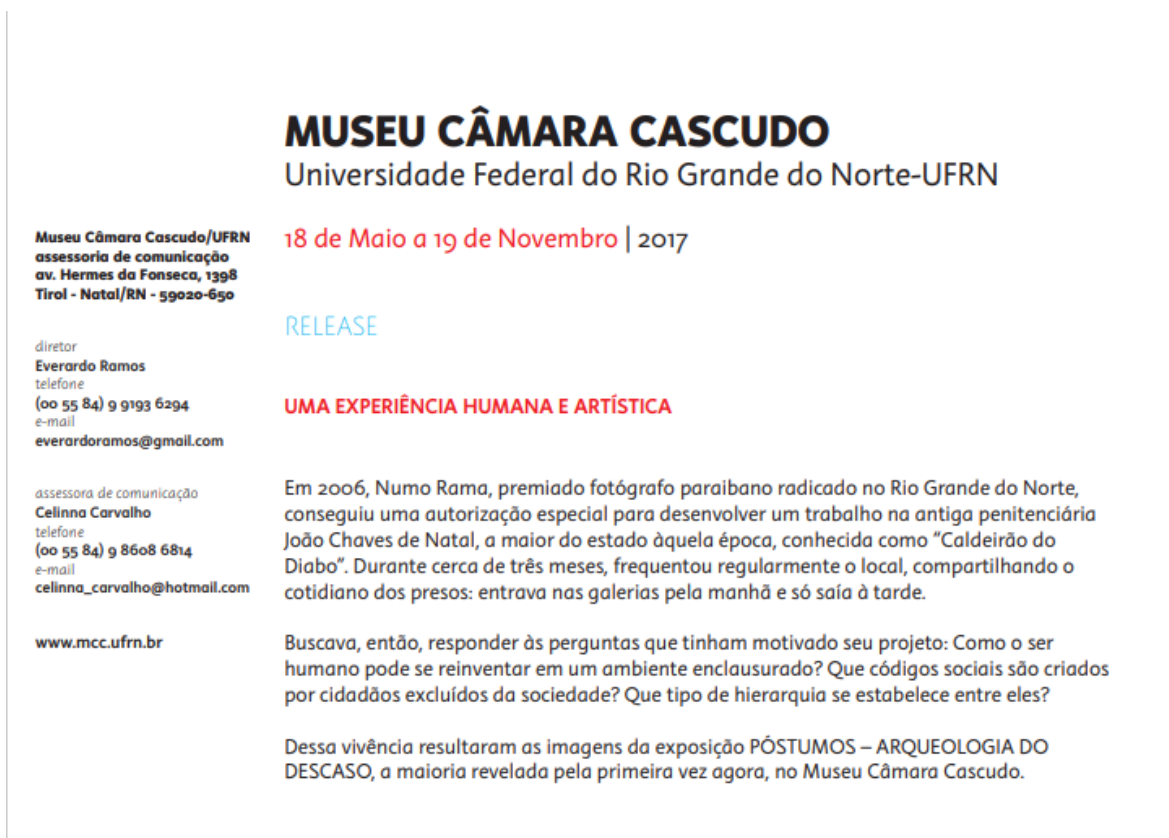 MUSEU CÂMARA CASCUDO
Universidade Federal do Rio Grande do Norte-UFRN
18 de Maio a 19 de Novembro | 2017
Museu Câmara Cascudo/UFRN
assessoria de comunicação
av. Hermes da Fonseca, 1398
Tirol - Natal/RN - 59020-650
diretor
Everardo Ramos
telefone
(00 55 84) 9 9193 6294
e-mail
everardoramos@gmail.com
assessora de comunicação
Celinna Carvalho
telefone
(00 55 84) 9 8608 6814
e-mail
celinna_carvalho@hotmail.com
www.mcc.ufrn.br
RELEASE
UMA EXPERIÊNCIA HUMANA E ARTÍSTICA
Em 2006, Numo Rama, premiado fotógrafo paraibano radicado no Rio Grande do Norte,
conseguiu uma autorização especial para desenvolver um trabalho na antiga penitenciária
João Chaves de Natal, a maior do estado àquela época, conhecida como “Caldeirão do
Diabo”. Durante cerca de três meses, frequentou regularmente o local, compartilhando o
cotidiano dos presos: entrava nas galerias pela manhã e só saía à tarde.
Buscava, então, responder às perguntas que tinham motivado seu projeto: Como o ser
humano pode se reinventar em um ambiente enclausurado? Que códigos sociais são criados
por cidadãos excluídos da sociedade? Que tipo de hierarquia se estabelece entre eles?
Dessa vivência resultaram as imagens da exposição PÓSTUMOS – ARQUEOLOGIA DO
DESCASO, a maioria revelada pela primeira vez agora, no Museu Câmara Cascudo.